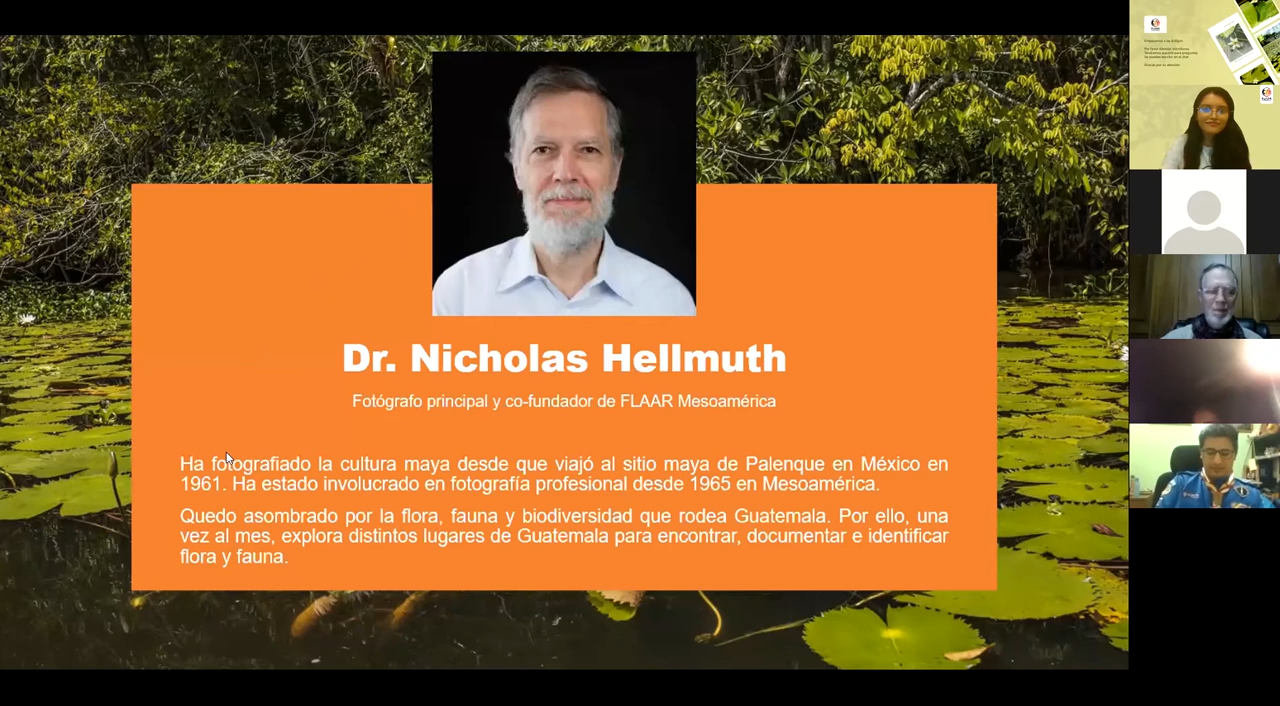 Dr. Nicholas Hellmuth
Fotógrafo principal y co-fundador de FLAAR Mesoamérica
Ha fotografiado la cultura maya desde que viajó al sitio maya de Palenque en México en
1961. Ha estado involucrado en fotografía profesional desde 1965 en Mesoamérica.
Quedo asombrado por la flora, fauna y biodiversidad que rodea Guatemala. Por ello, una
vez al mes, explora distintos lugares de Guatemala para encontrar, documentar e identificar
flora y fauna.